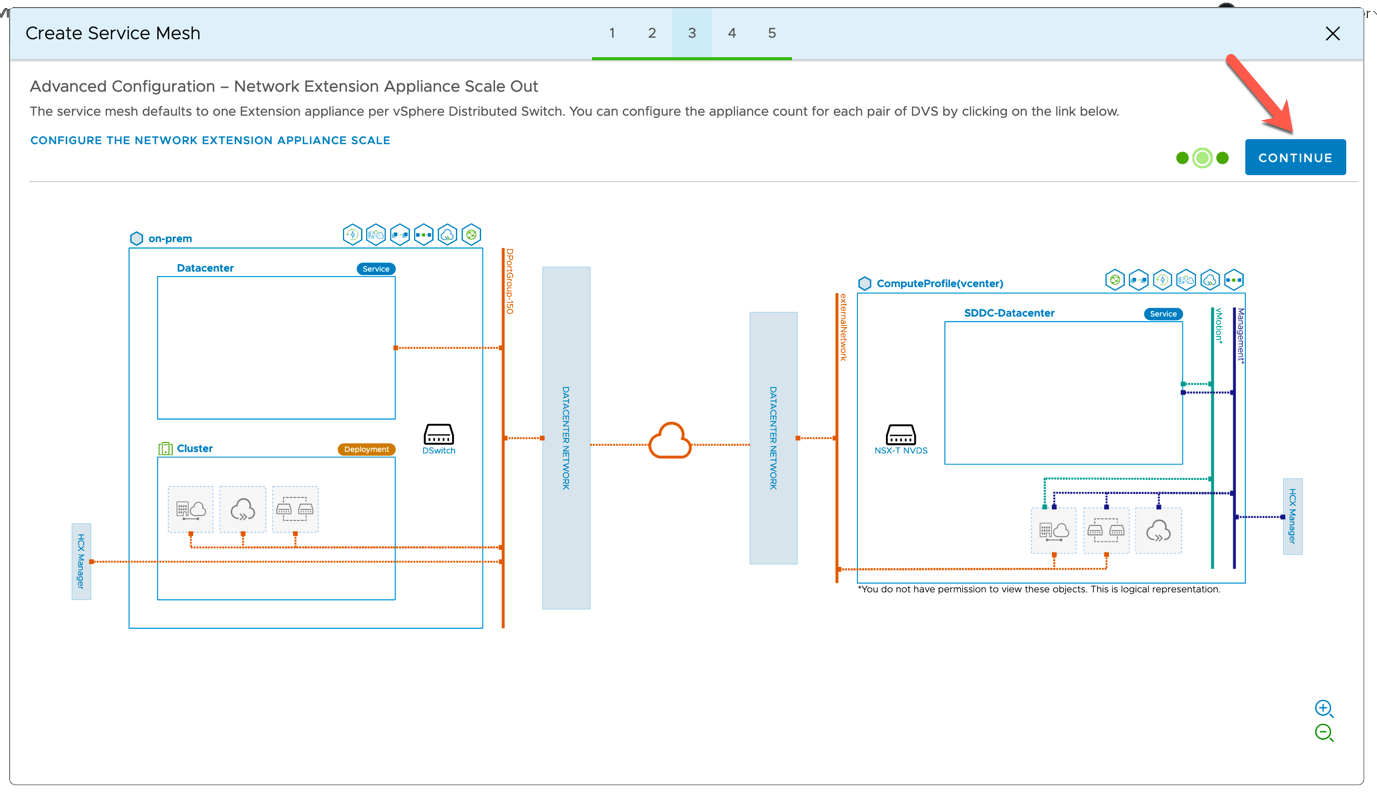 Create Service Mesh
1
2
3
4
5
Advanced Configuration – Network Extension Appliance Scale Out
The service mesh defaults to one Extension appliance per vSphere Distributed Switch. You can configure the appliance count for each pair of DVS by clicking on the link below.
CONFIGURE THE NETWORK EXTENSION APPLIANCE SCALE
CONTINUE
on-prem
Datacenter
Service
DPortGroup-150
Cluster
Deployment
DSwitch
HCX Manager
DATACENTER NETWORK
DATACENTER NETWORK
externalNetwork
ComputeProfile(vcenter)
SDDC-Datacenter
Service
vMotion*
Management*
NSX-T NVDS
HCX Manager
*You do not have permission to view these objects. This is logical representation.